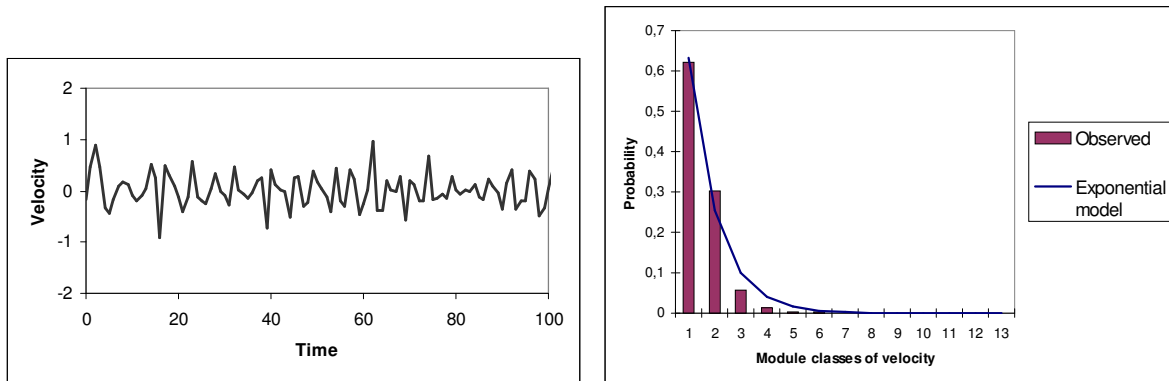 2
1
0
-1
-2
Velocity
0 20 40 60 80 100
Time
0,7
0,6
0,5
0,4
0,3
0,2
0,1
0
Probability
1 2 3 4 5 6 7 8 9 10 11 12 13
Module classes of velocity
Observed
Exponential
model